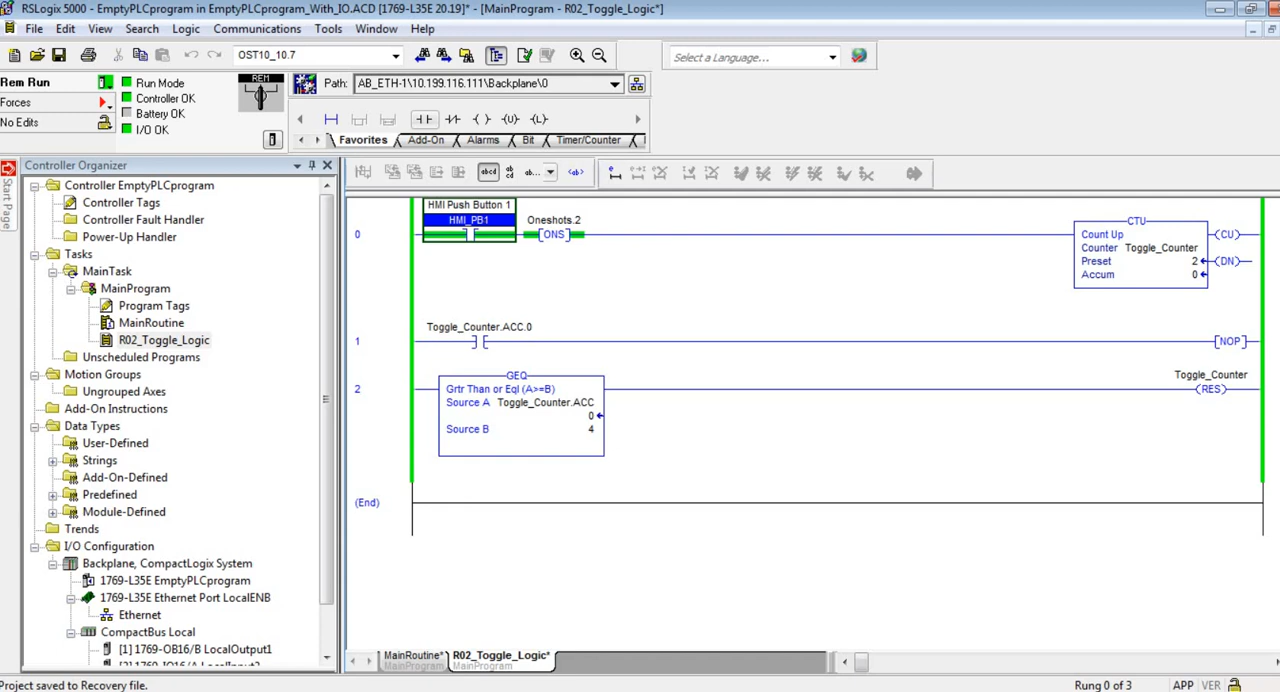 RSLogix 5000 - EmptyPLCprogram in EmptyPLCprogram_With_IO.ACD [1769-L35E 20.19]* - [MainProgram - R02_Toggle_Logic*]
File Edit View Search Logic Communications Tools Window Help
OST10_10.7
Select a Language...
Rem Run
Forces
No Edits
Run Mode
Controller OK
Battery OK
I/O OK
REM
Path: AB_ETH-1\10.199.116.111\Backplane\0
Favorites Add-On Alarms Bit Timer/Counter
Start Page
Controller Organizer
Controller EmptyPLCprogram
Controller Tags
Controller Fault Handler
Power-Up Handler
Tasks
MainTask
MainProgram
Program Tags
MainRoutine
R02_Toggle_Logic
Unscheduled Programs
Motion Groups
Ungrouped Axes
Add-On Instructions
Data Types
User-Defined
Strings
Add-On-Defined
Predefined
Module-Defined
Trends
I/O Configuration
Backplane, CompactLogix System
1769-L35E EmptyPLCprogram
1769-L35E Ethernet Port LocalENB
Ethernet
CompactBus Local
[1] 1769-OB16/B LocalOutput1
HMI Push Button 1
HMI_PB1
Oneshots.2
0
ONS
CTU
Count Up
Counter Toggle_Counter
Preset 2
Accum 0
CU
DN
Toggle_Counter.ACC.0
1
NOP
GEQ
2
Grtr Than or Eql (A>=B)
Source A Toggle_Counter.ACC
0
Source B 4
Toggle_Counter
RES
(End)
MainRoutine*
MainProgram
R02_Toggle_Logic*
MainProgram
Program saved to Recovery file.
Rung 0 of 3
APP VER